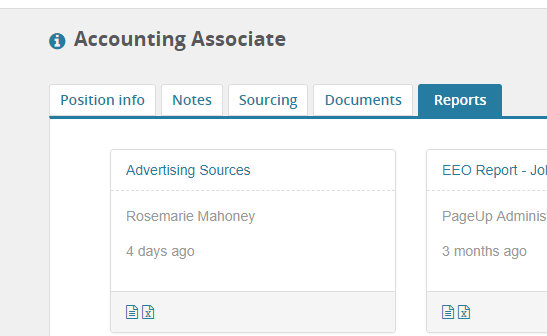 Accounting Associate
Position info Notes Sourcing Documents Reports
Advertising Sources
Rosemarie Mahoney
4 days ago
EEO Report - Jo
PageUp Adminis
3 months ago